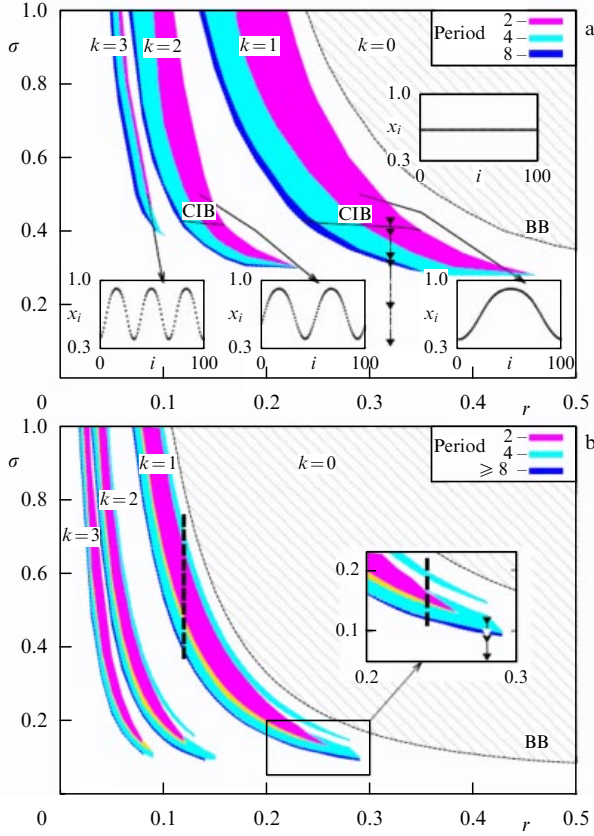 1.0
σ
0.8
0.6
0.4
0.2
0
k = 3
k = 2
k = 1
k = 0
Period
2 –
4 –
8 –
a
1.0
x_i
0.3
0
i
100
CIB
CIB
BB
1.0
x_i
0.3
0
i
100
1.0
x_i
0.3
0
i
100
1.0
x_i
0.3
0
i
100
0.1
0.2
0.3
0.4
r
0.5
1.0
σ
0.8
0.6
0.4
0.2
0
k = 1
k = 0
k = 2
k = 3
Period
2 –
4 –
⩾ 8 –
b
0.2
0.1
0.2
0.3
BB
0.1
0.2
0.3
0.4
r
0.5